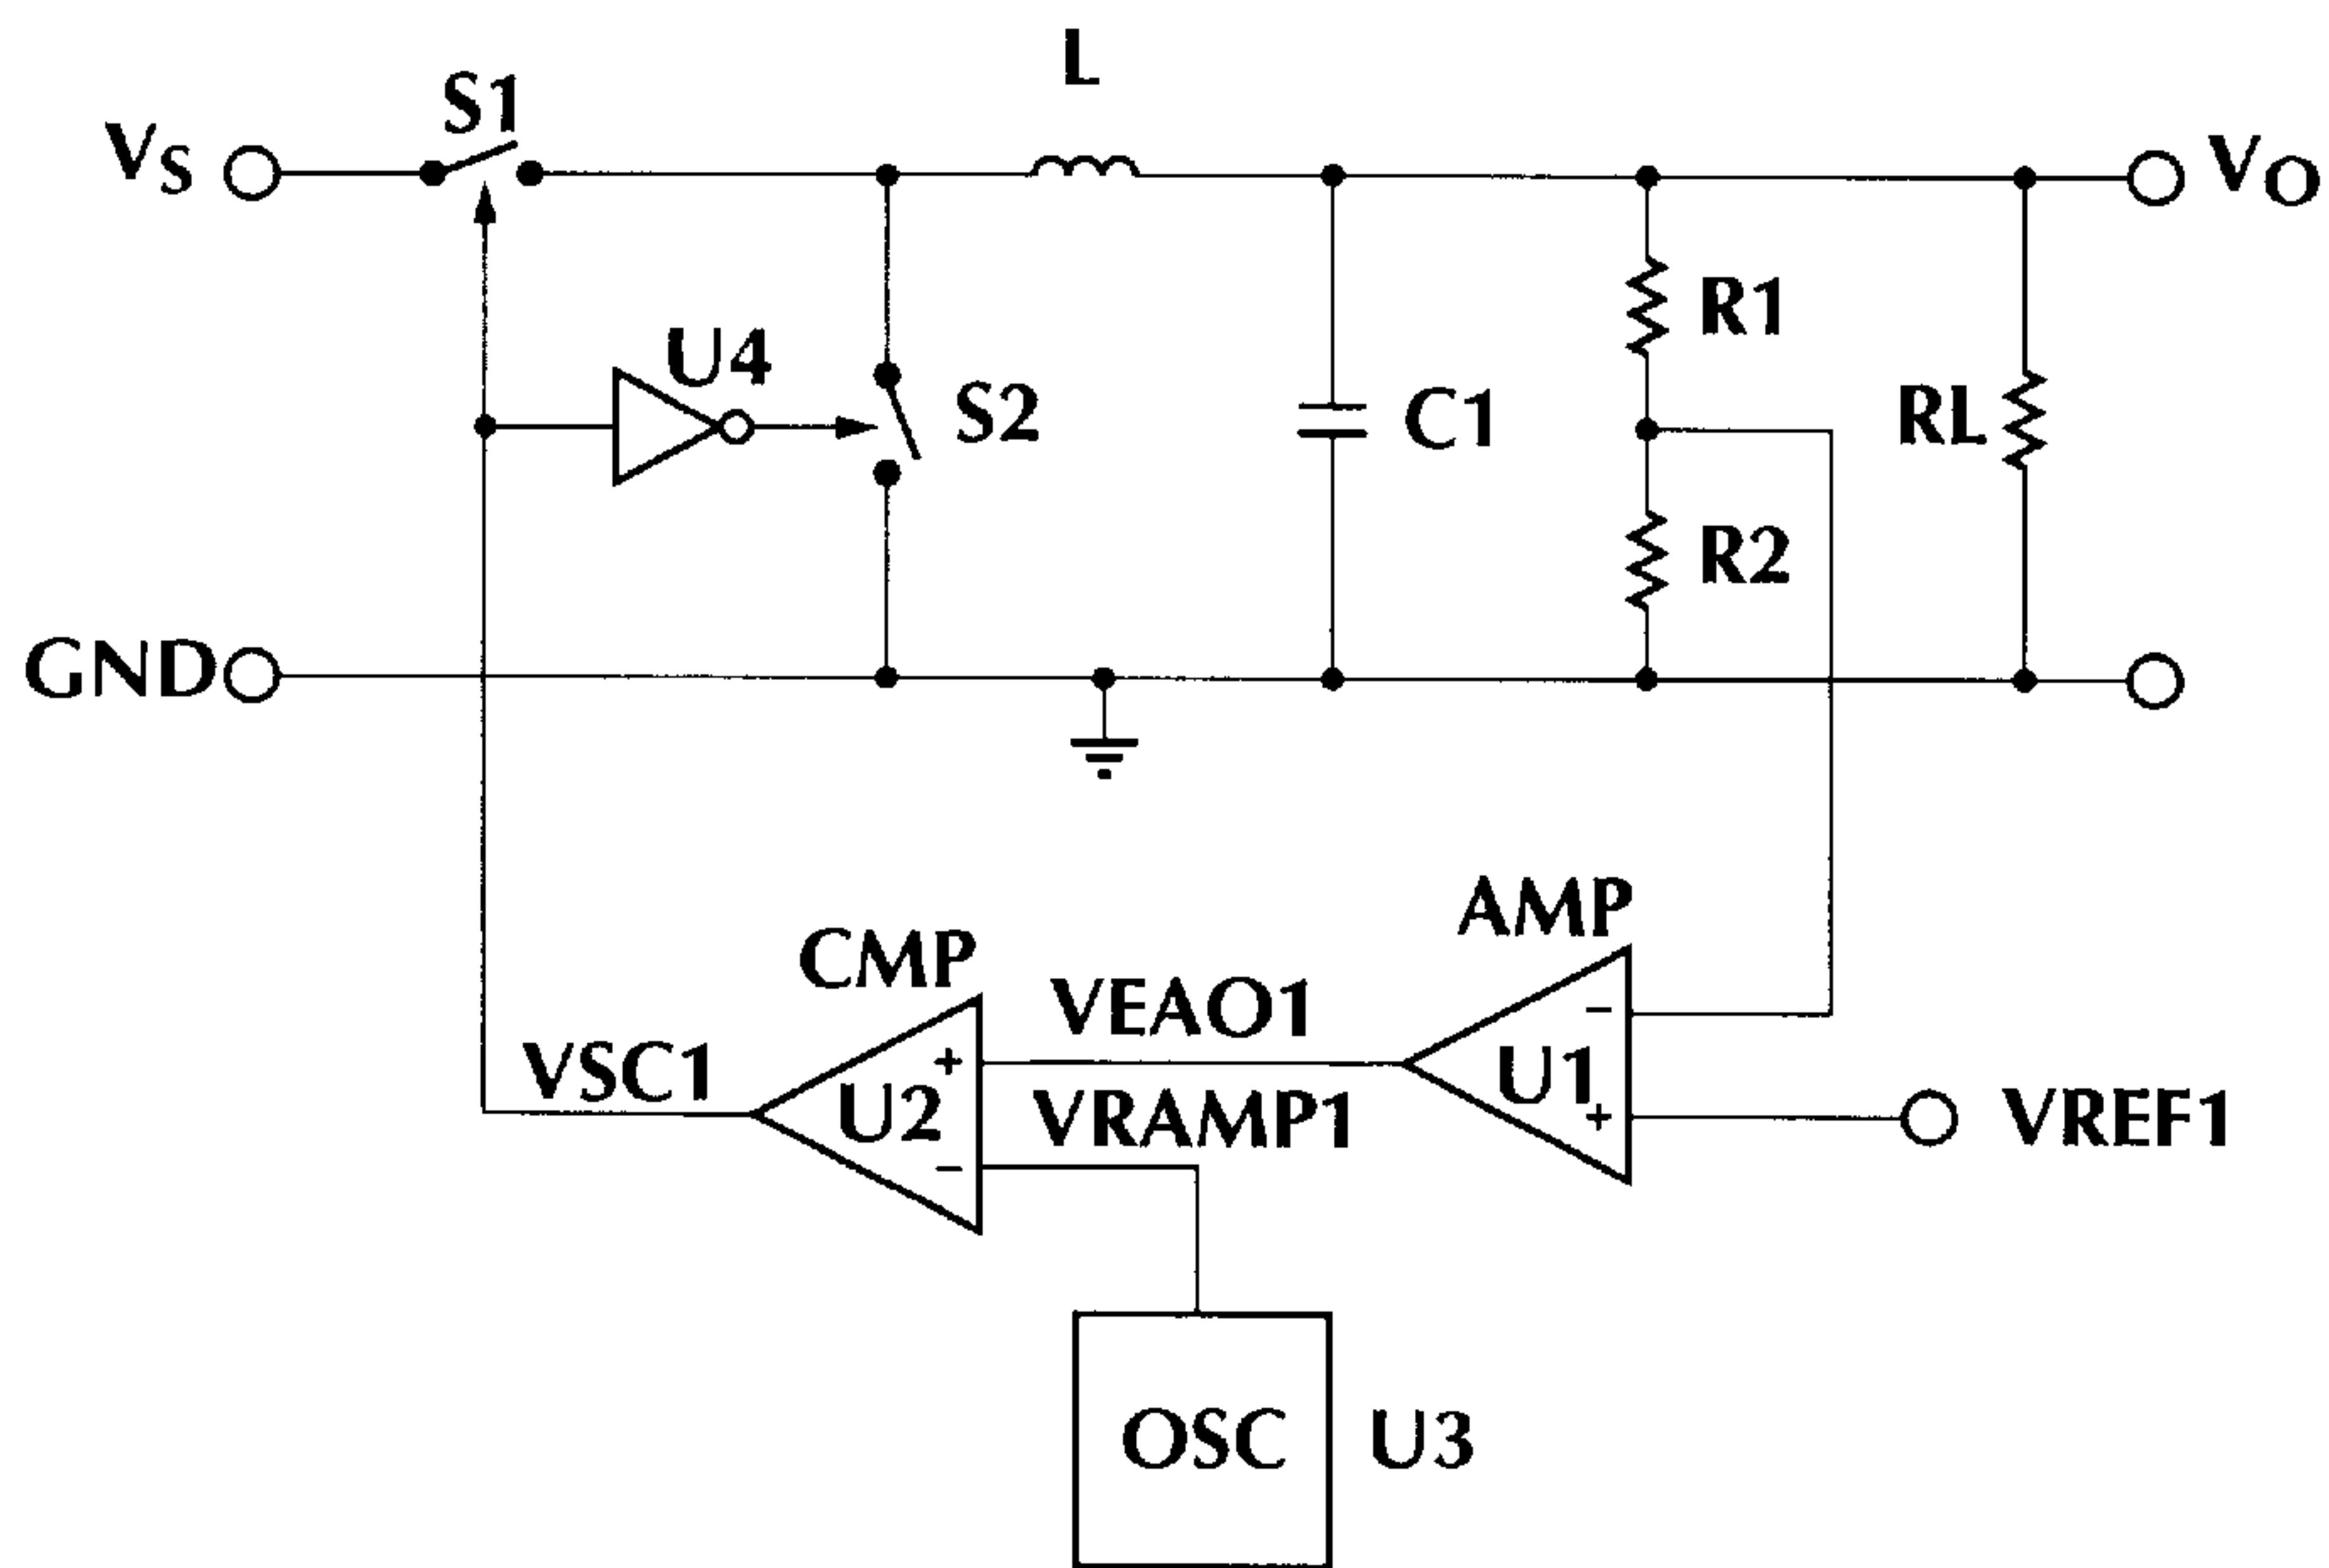 L
S1
VS
VO
R1
U4
S2
C1
RL
R2
GND
AMP
CMP
VEAO1
VSC1
U1
U2
VRAMP1
VREF1
+
−
−
+
OSC
U3